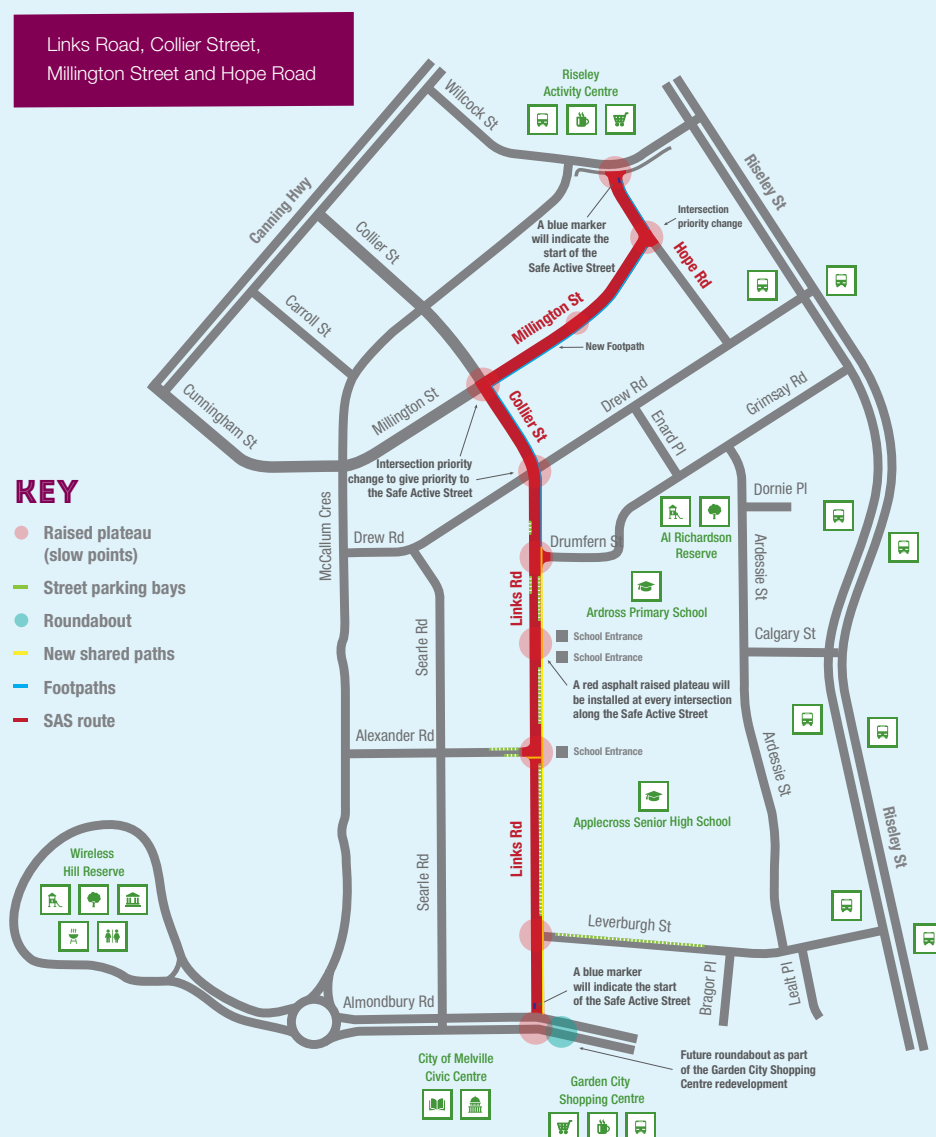 Links Road, Collier Street,
Millington Street and Hope Road
Riseley
Activity Centre
Willcock St
Canning Hwy
Riseley St
Collier St
Carroll St
Cunningham St
A blue marker
will indicate the
start of the
Safe Active Street
Intersection
priority change
Hope Rd
Millington St
New Footpath
Millington St
Collier St
Drew Rd
Enard Pl
Grimsay Rd
Intersection priority
change to give priority to
the Safe Active Street
KEY
Raised plateau
(slow points)
Street parking bays
Roundabout
New shared paths
Footpaths
SAS route
McCallum Cres
Drew Rd
Drumfern St
Al Richardson
Reserve
Dornie Pl
Ardessie St
Links Rd
Ardross Primary School
Searle Rd
School Entrance
School Entrance
Calgary St
A red asphalt raised plateau will
be installed at every intersection
along the Safe Active Street
Alexander Rd
School Entrance
Ardessie St
Applecross Senior High School
Links Rd
Searle Rd
Riseley St
Wireless
Hill Reserve
Leverburgh St
Bragor Pl
Lealt Pl
A blue marker
will indicate the start
of the Safe Active Street
Almondbury Rd
City of Melville
Civic Centre
Garden City
Shopping Centre
Future roundabout as part
of the Garden City Shopping
Centre redevelopment